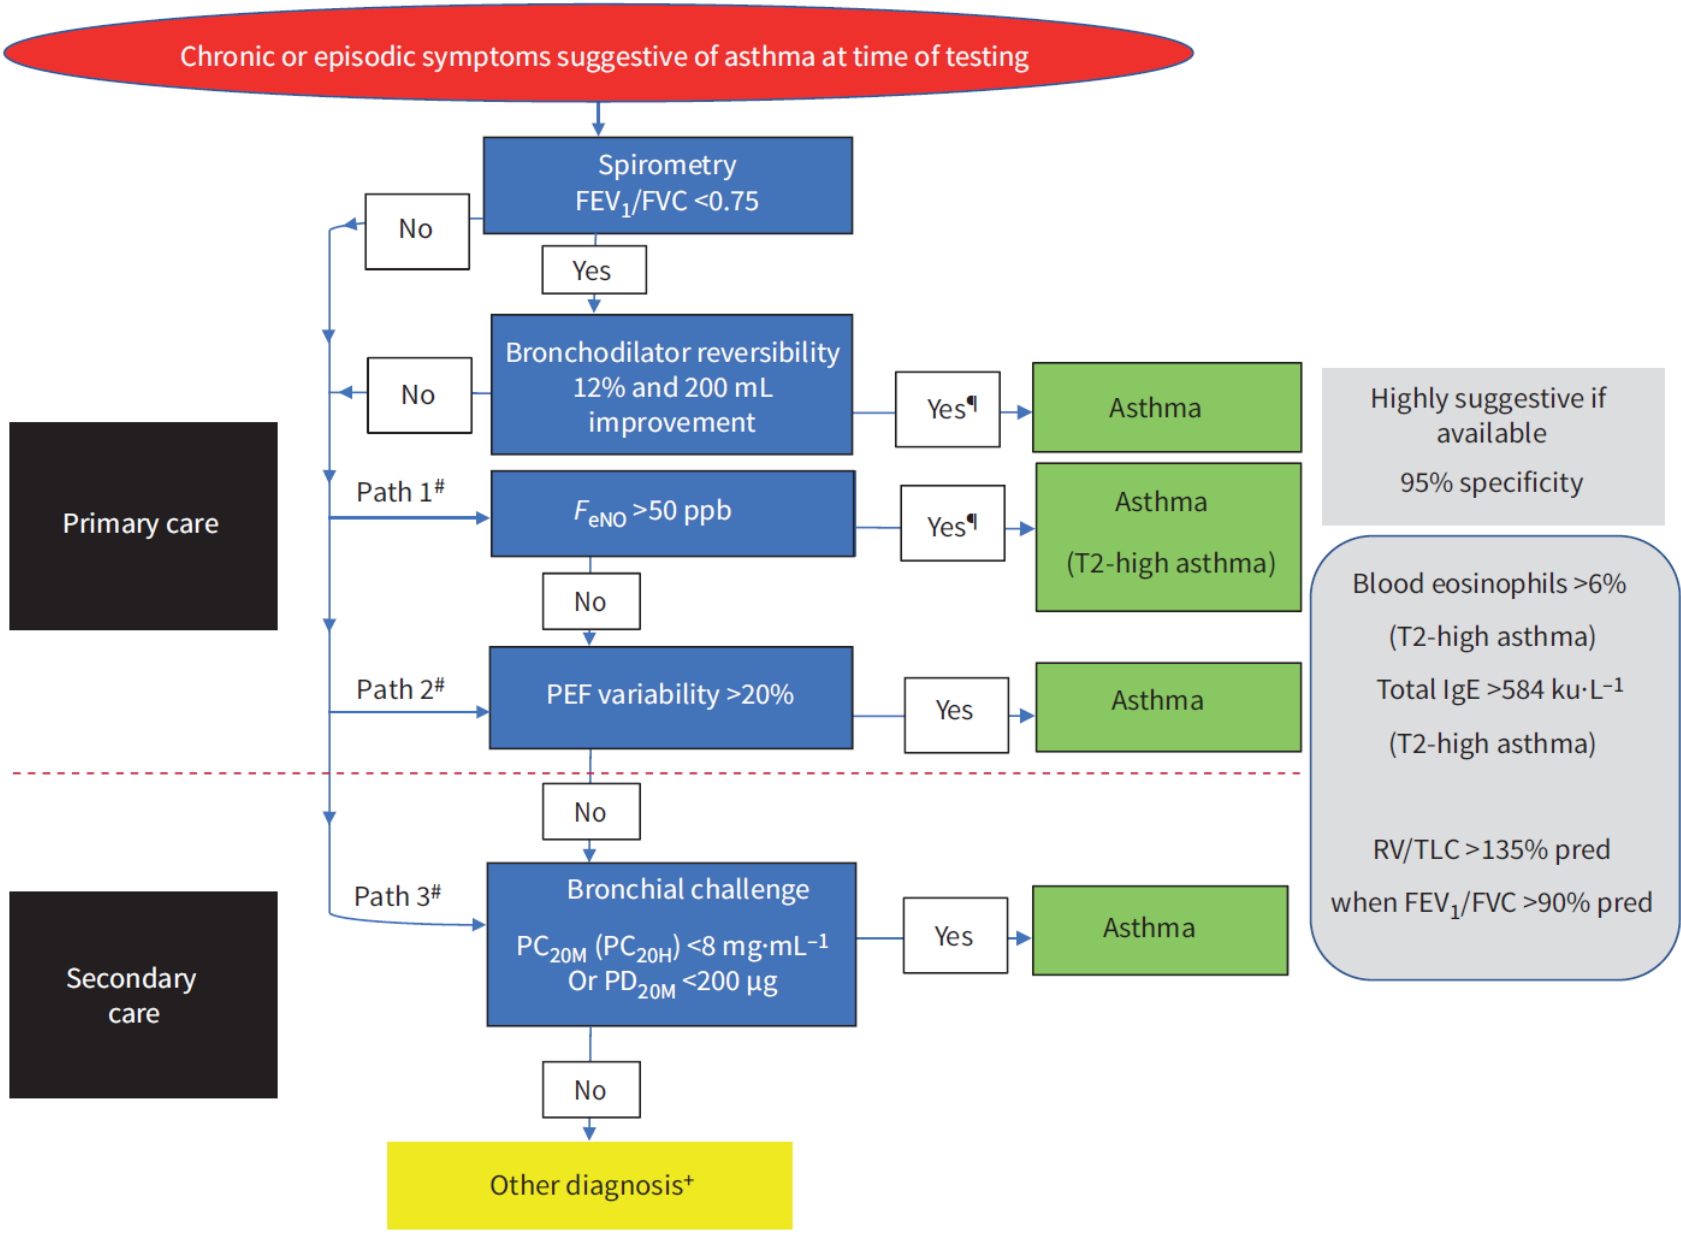 Chronic or episodic symptoms suggestive of asthma at time of testing
Spirometry
FEV₁/FVC <0.75
No
Yes
Bronchodilator reversibility
12% and 200 mL
improvement
No
Yes¶
Asthma
Highly suggestive if
available
95% specificity
Primary care
Path 1#
FeNO >50 ppb
Yes¶
Asthma
(T2-high asthma)
No
Blood eosinophils >6%
(T2-high asthma)
Total IgE >584 ku·L⁻¹
(T2-high asthma)
RV/TLC >135% pred
when FEV₁/FVC >90% pred
Path 2#
PEF variability >20%
Yes
Asthma
No
Secondary
care
Path 3#
Bronchial challenge
PC20M (PC20H) <8 mg·mL⁻¹
Or PD20M <200 µg
Yes
Asthma
No
Other diagnosis⁺